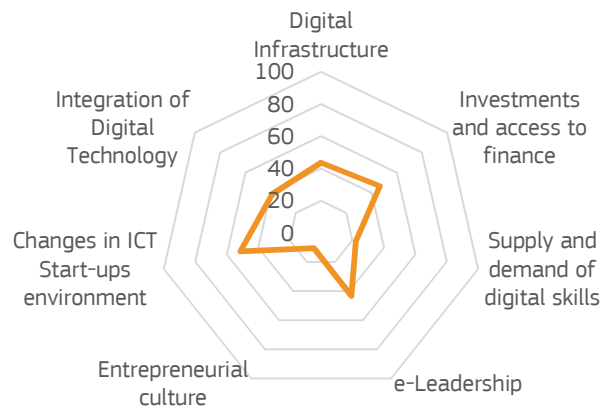 Digital
Infrastructure
100
80
60
40
20
0
Investments
and access to
finance
Supply and
demand of
digital skills
e-Leadership
Entrepreneurial
culture
Changes in ICT
Start-ups
environment
Integration of
Digital
Technology